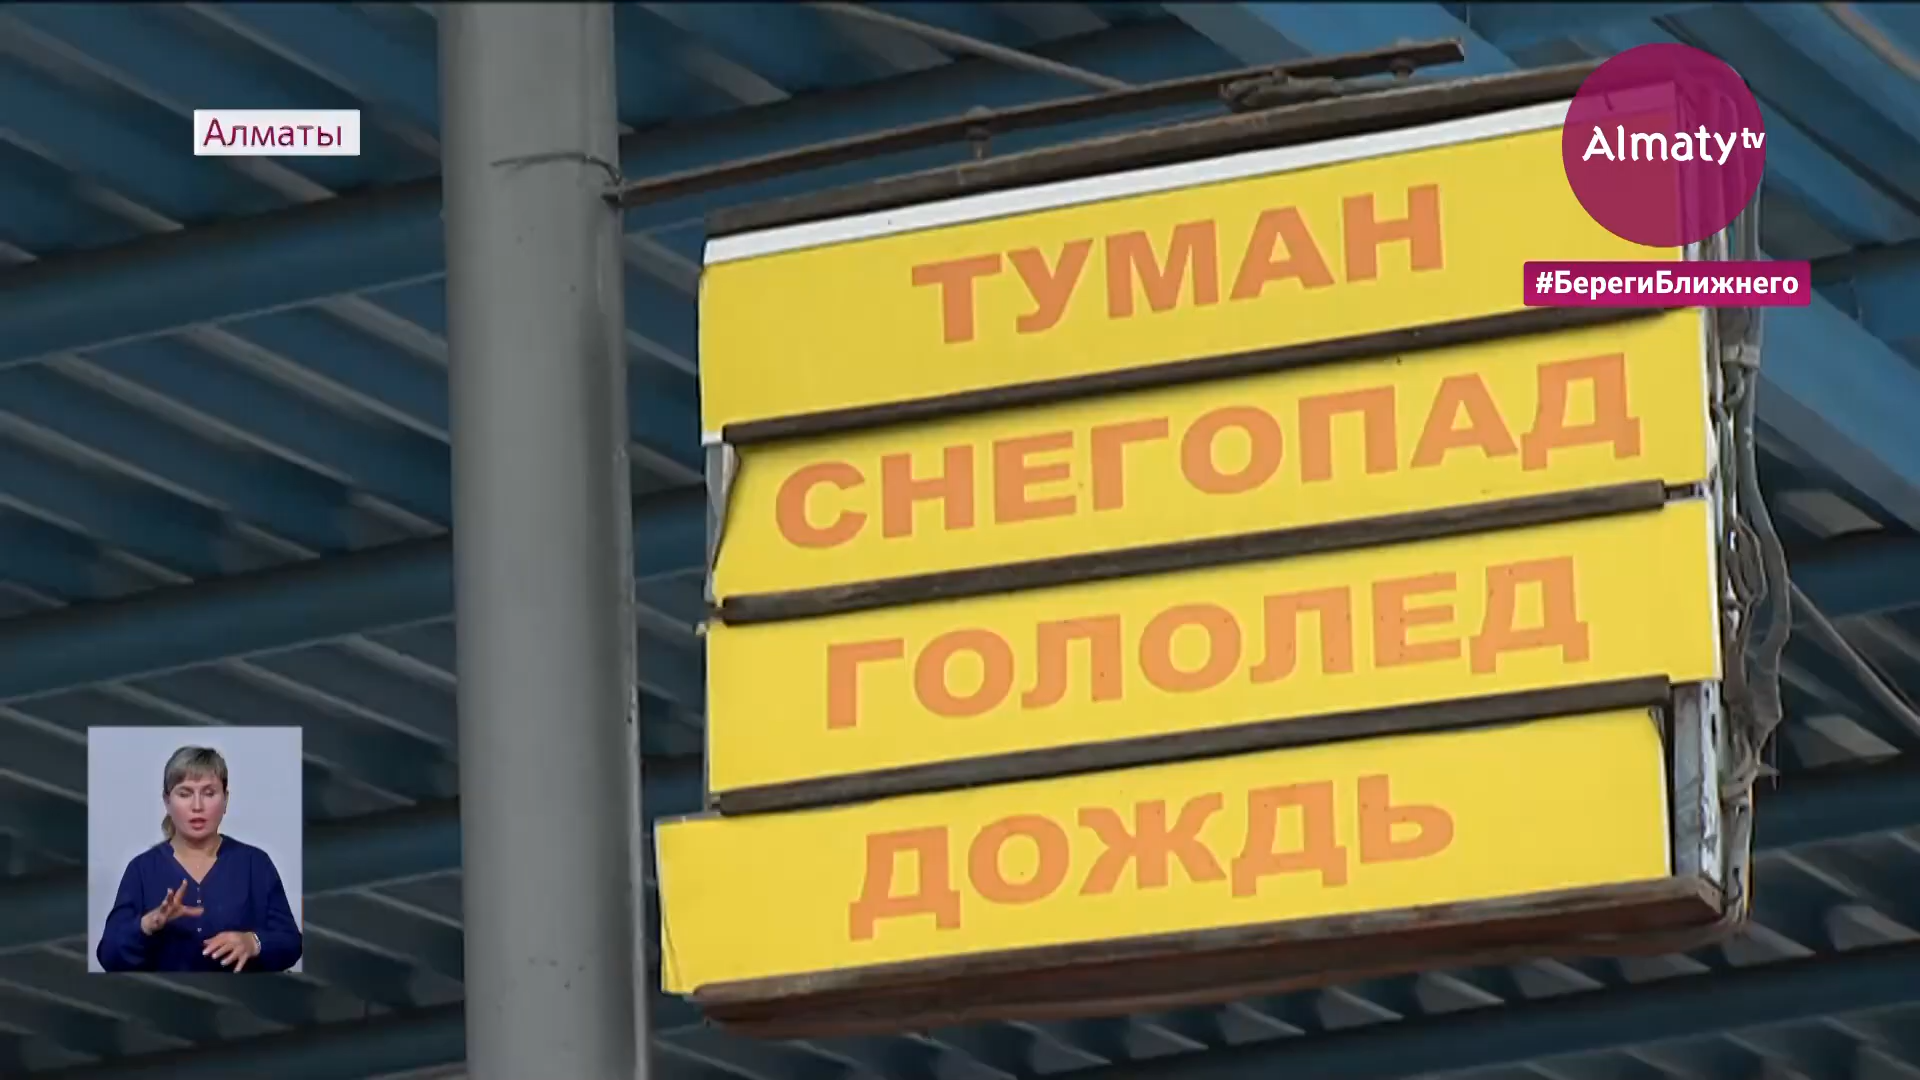 Алматы
Almaty tv
#БерегиБлижнего
ТУМАН
СНЕГОПАД
ГОЛОЛЕД
ДОЖДЬ